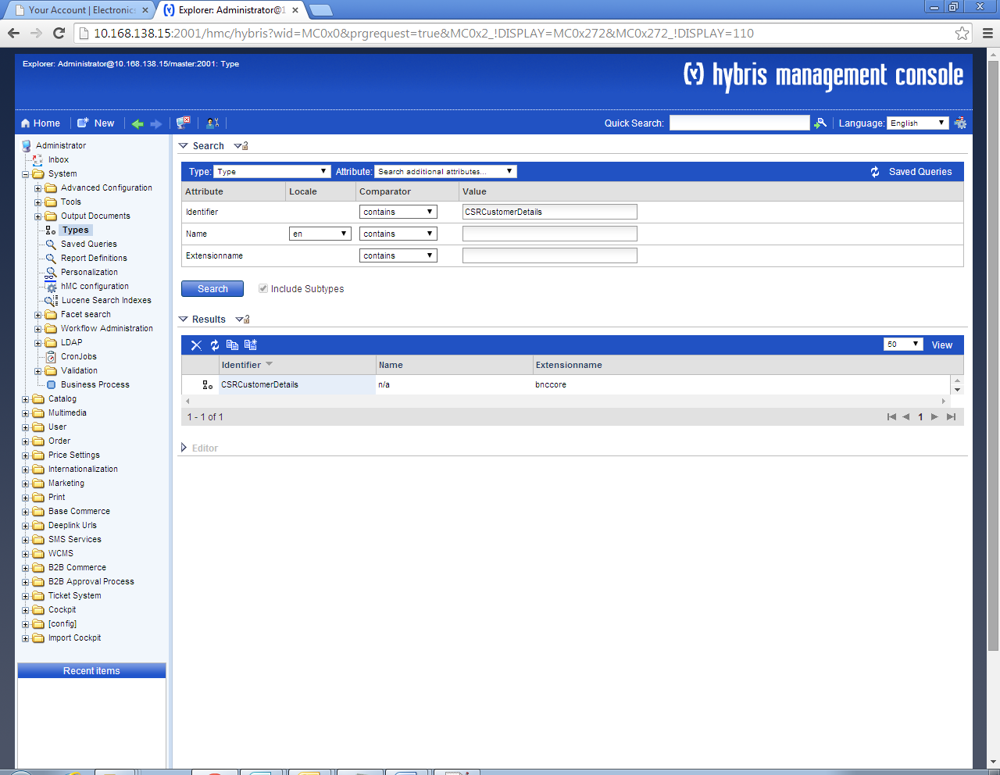 Your Account | Electronics
Explorer: Administrator@1
10.168.138.15:2001/hmc/hybris?wid=MC0x0&prgrequest=true&MC0x2_!DISPLAY=MC0x272&MC0x272_!DISPLAY=110
Explorer: Administrator@10.168.138.15/master:2001: Type
hybris management console
Home New Quick Search: Language: English
Administrator
Inbox
System
Advanced Configuration
Tools
Output Documents
Types
Saved Queries
Report Definitions
Personalization
hMC configuration
Lucene Search Indexes
Facet search
Workflow Administration
LDAP
CronJobs
Validation
Business Process
Catalog
Multimedia
User
Order
Price Settings
Internationalization
Marketing
Print
Base Commerce
Deeplink Urls
SMS Services
WCMS
B2B Commerce
B2B Approval Process
Ticket System
Cockpit
[config]
Import Cockpit
Recent items
Search
Type: Type Attribute: Search additional attributes... Saved Queries
Attribute Locale Comparator Value
Identifier contains CSRCustomerDetails
Name en contains
Extensionname contains
Search Include Subtypes
Results
50 View
Identifier Name Extensionname
CSRCustomerDetails n/a bnccore
1 - 1 of 1 1
Editor